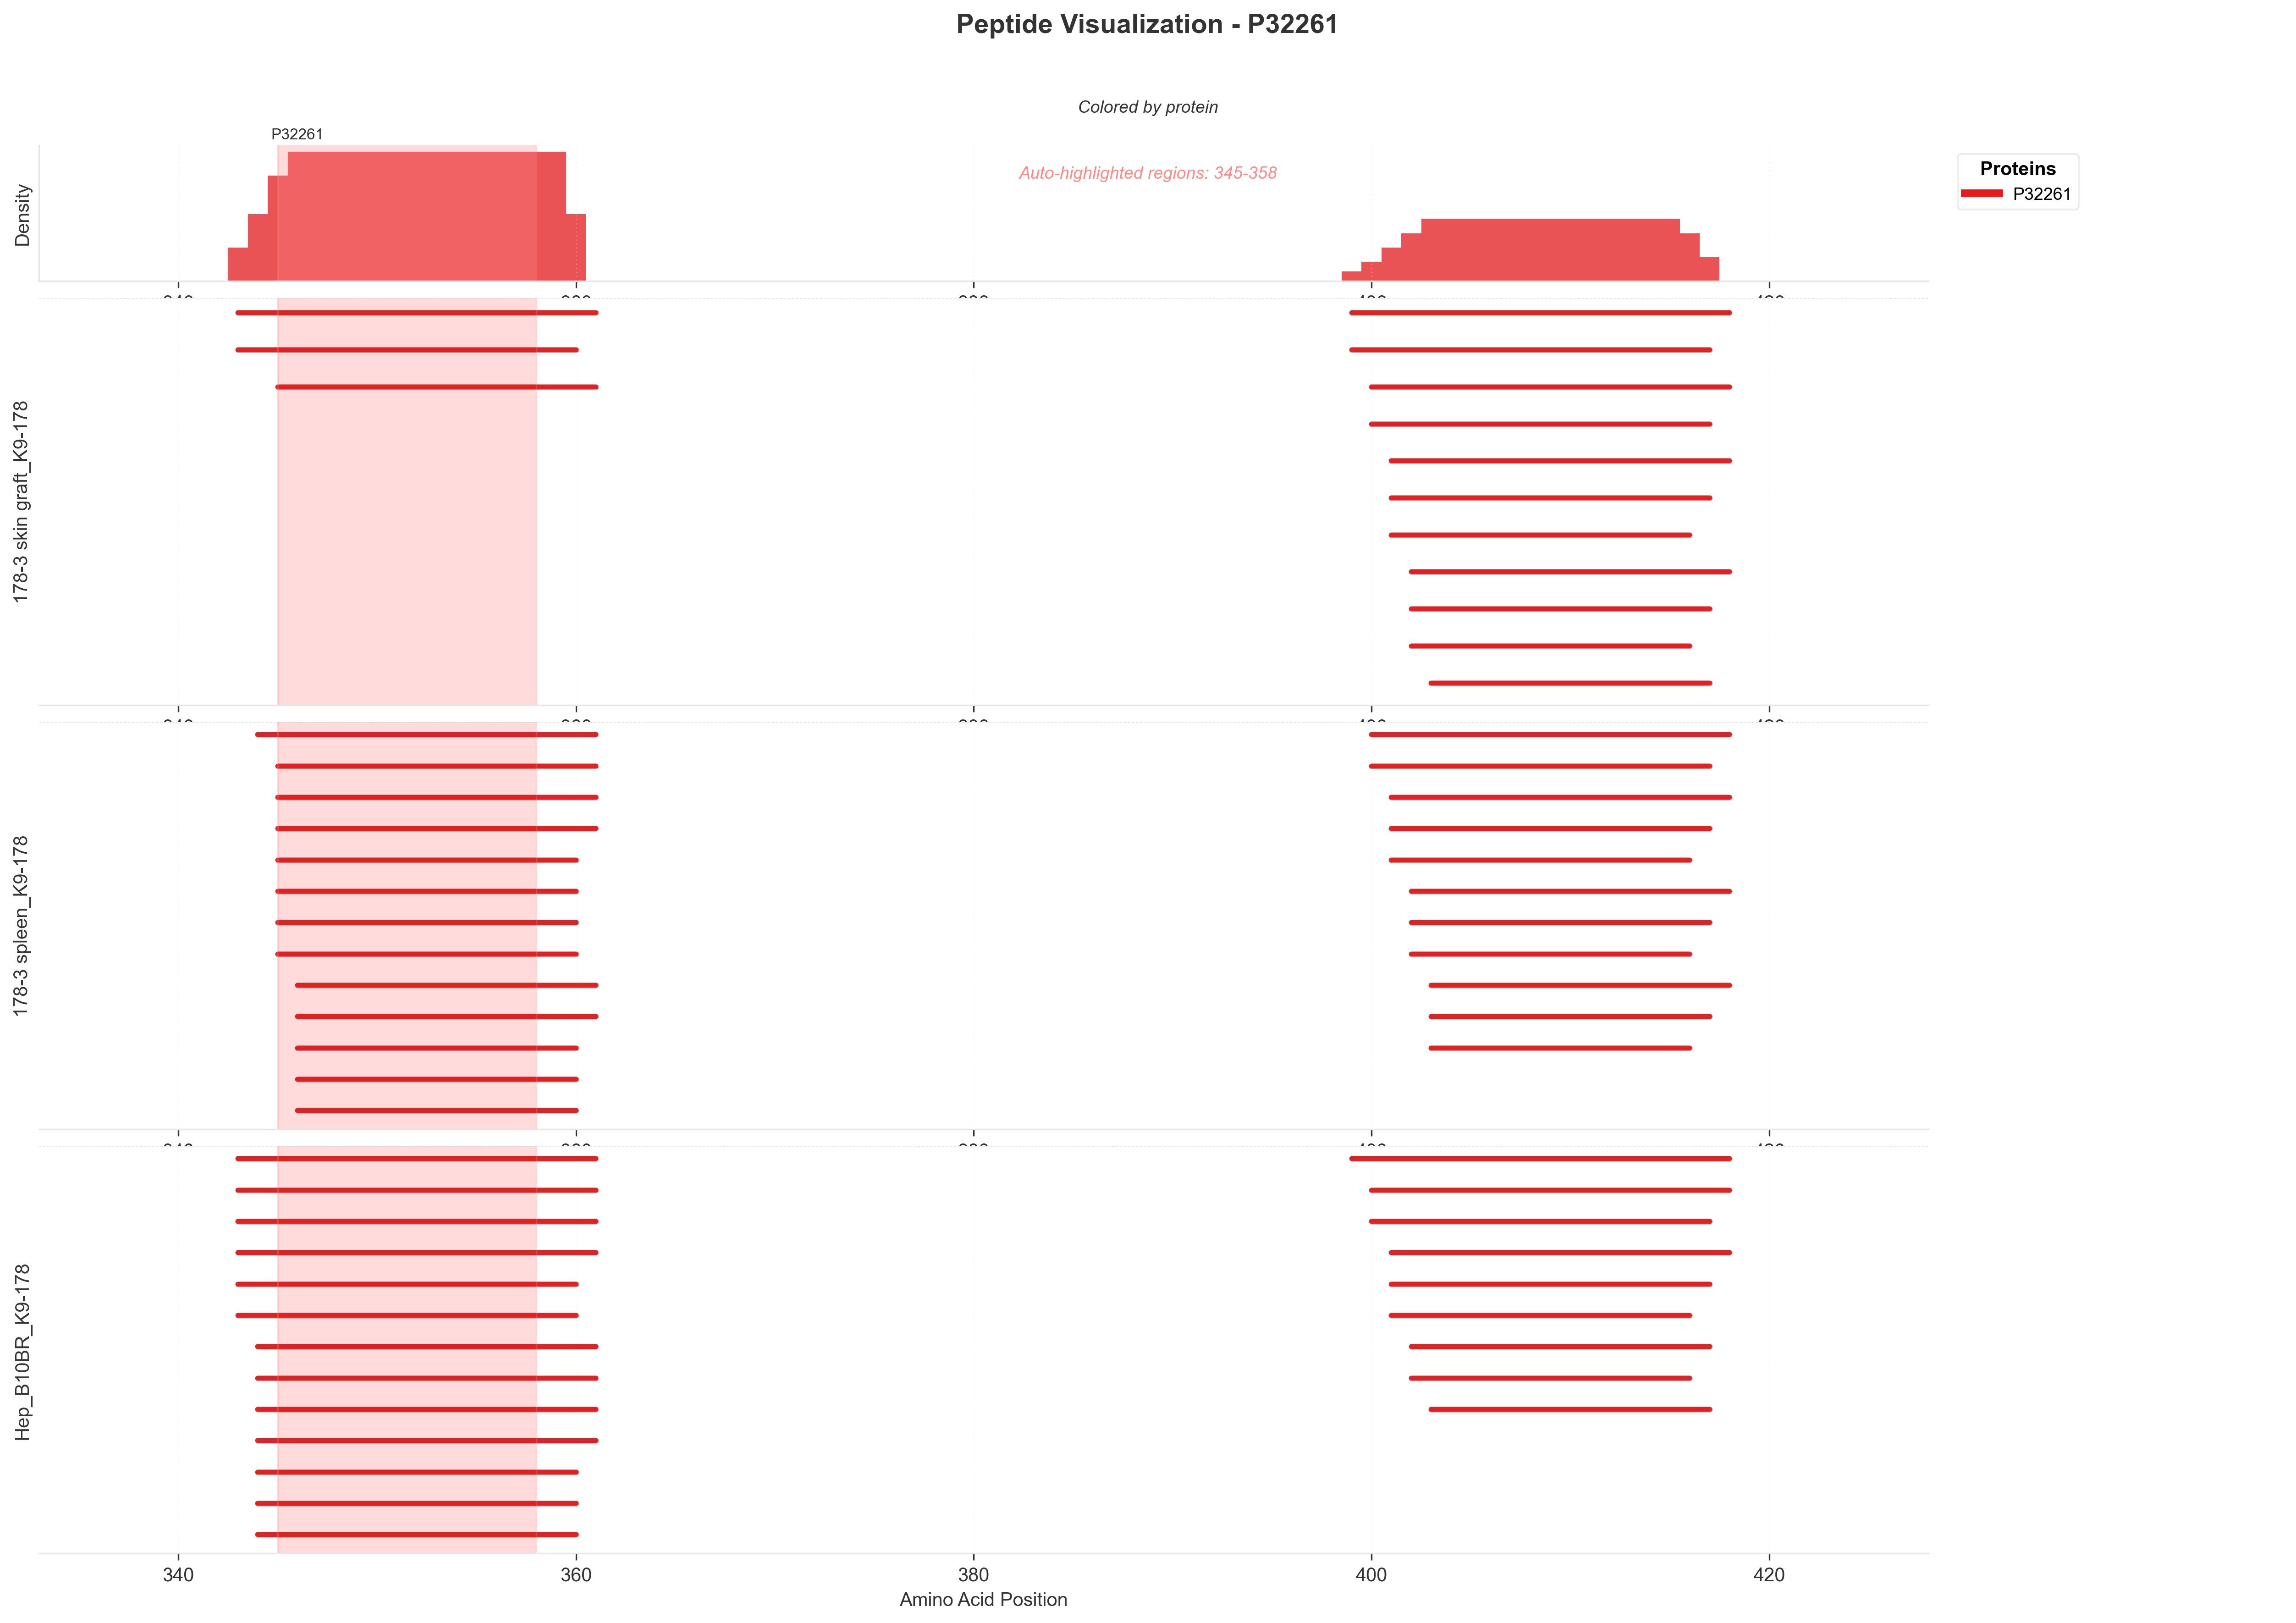 Peptide Visualization - P32261
Colored by protein
P32261
Auto-highlighted regions: 345-358
Proteins
P32261
Density
178-3 skin graft_K9-178
178-3 spleen_K9-178
Hep_B10BR_K9-178
340 360 380 400 420
Amino Acid Position